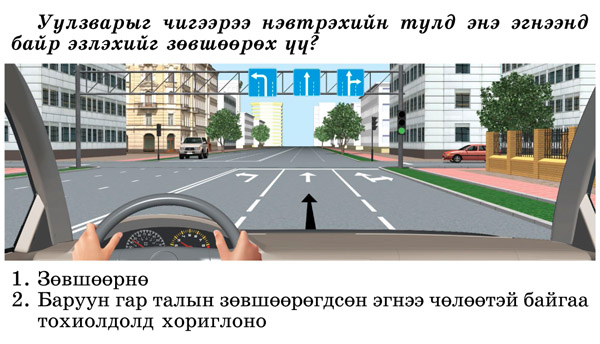 Уулзварыг чигээрээ нэвтрэхийн тулд энэ эгнээнд
байр эзлэхийг зөвшөөрөх үү?
1. Зөвшөөрнө
2. Баруун гар талын зөвшөөрөгдсөн эгнээ чөлөөтэй байгаа
тохиолдолд хориглоно